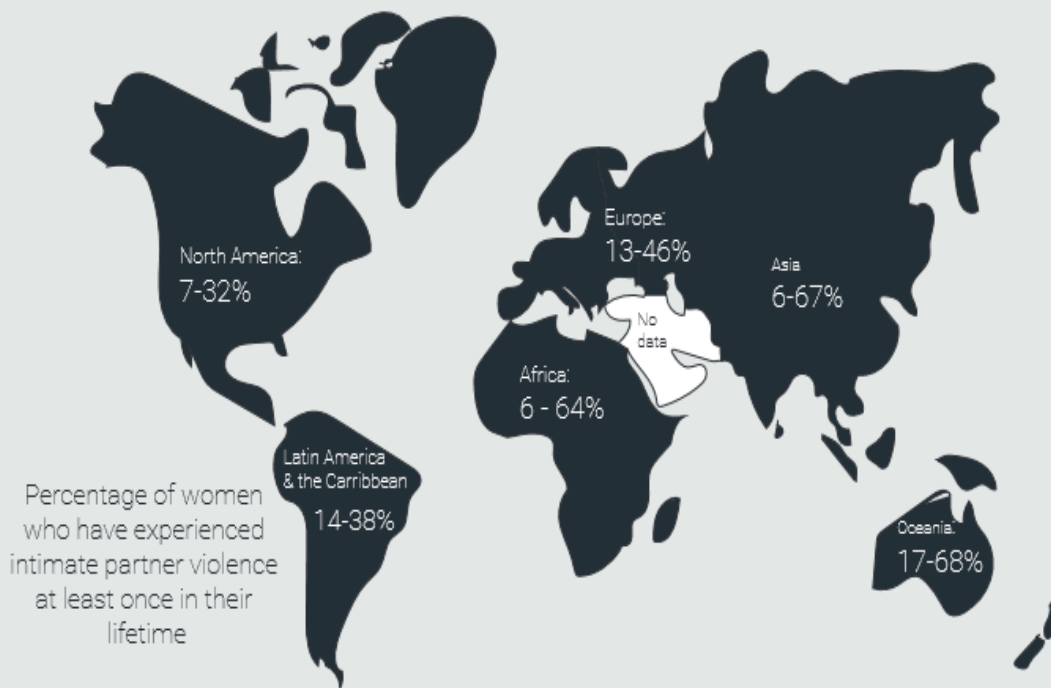 North America:
7-32%
Europe:
13-46%
Asia
6-67%
No
data
Africa:
6 - 64%
Latin America
& the Carribbean
14-38%
Oceania:
17-68%
Percentage of women
who have experienced
intimate partner violence
at least once in their
lifetime